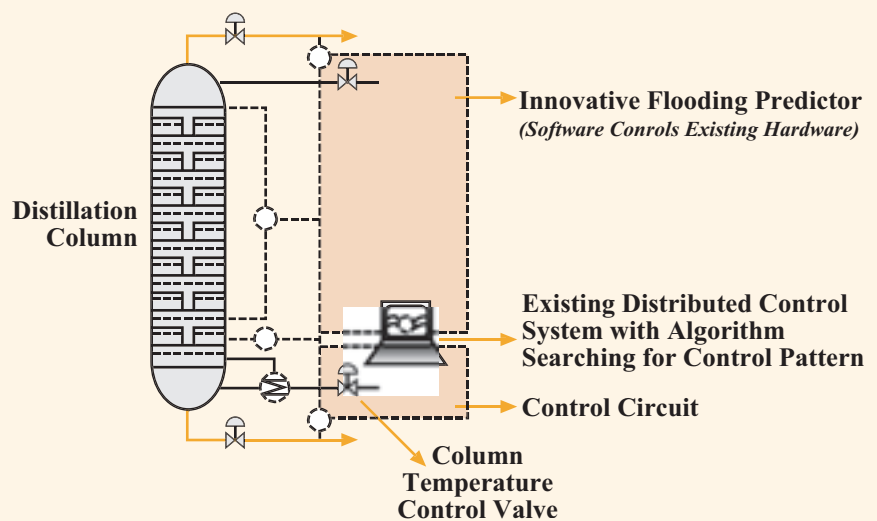 Innovative Flooding Predictor
(Software Conrols Existing Hardware)
Distillation
Column
Existing Distributed Control
System with Algorithm
Searching for Control Pattern
Control Circuit
Column
Temperature
Control Valve